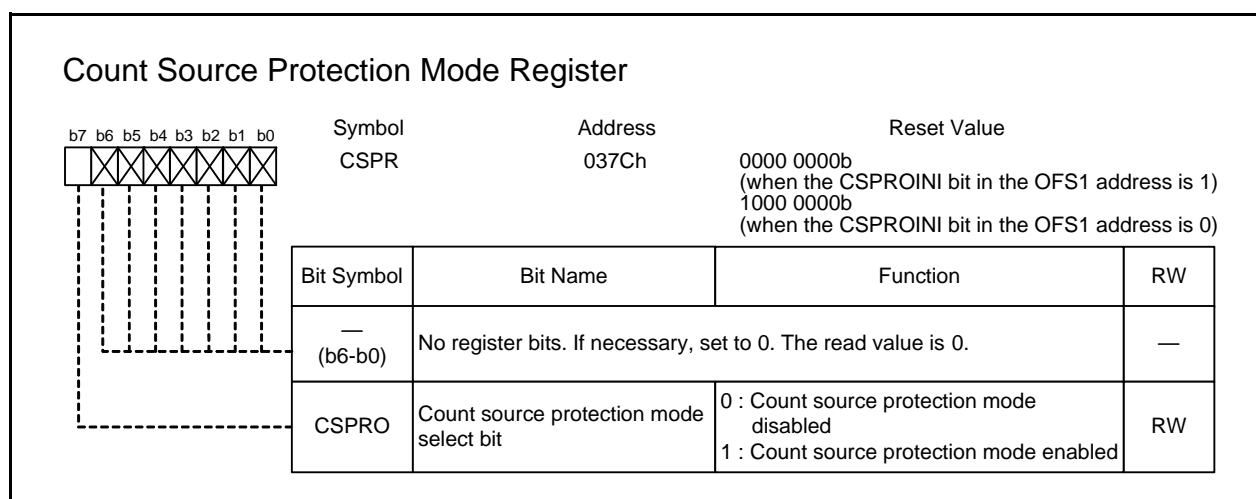 Count Source Protection Mode Register
b7 b6 b5 b4 b3 b2 b1 b0
Symbol Address Reset Value
CSPR 037Ch 0000 0000b
(when the CSPROINI bit in the OFS1 address is 1)
1000 0000b
(when the CSPROINI bit in the OFS1 address is 0)
Bit Symbol Bit Name Function RW
—
(b6-b0) No register bits. If necessary, set to 0. The read value is 0. —
CSPRO Count source protection mode
select bit
0 : Count source protection mode
disabled
1 : Count source protection mode enabled
RW